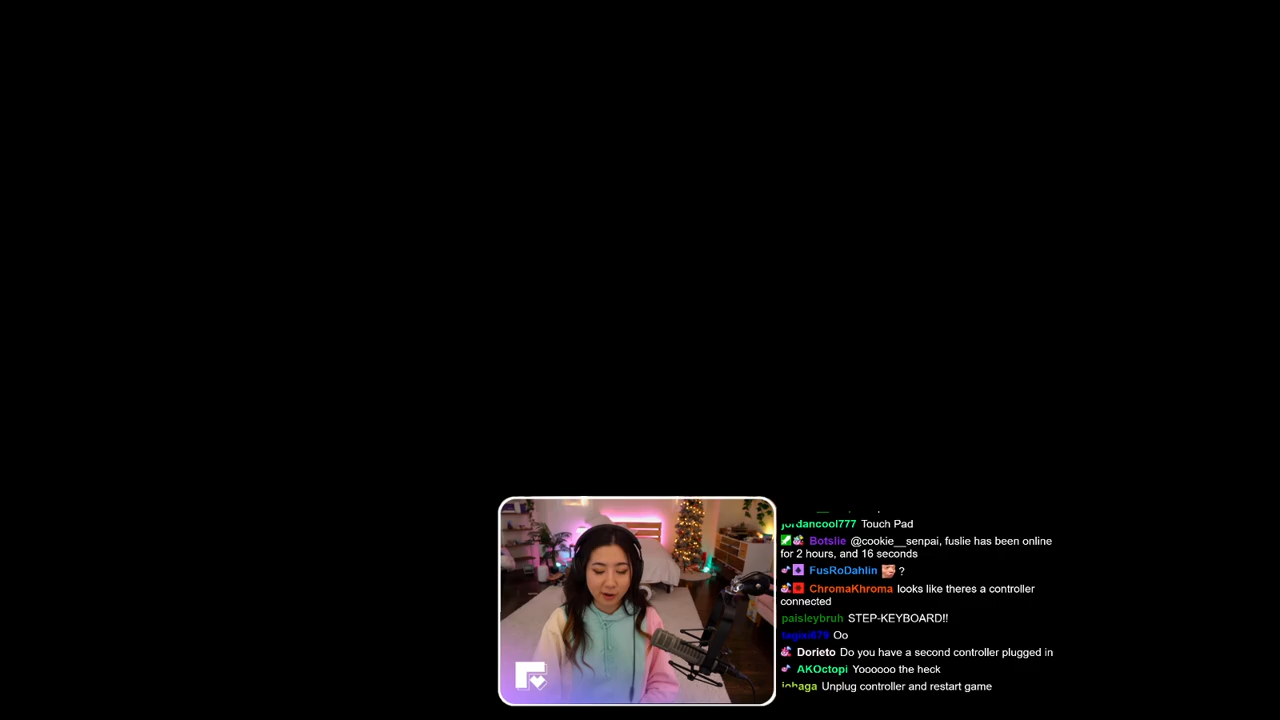 jordancool777 Touch Pad
Botslie @cookie__senpai, fuslie has been online
for 2 hours, and 16 seconds
FusRoDahlin ?
ChromaKhroma looks like theres a controller
connected
paisleybruh STEP-KEYBOARD!!
Oo
Dorieto Do you have a second controller plugged in
AKOctopi Yoooooo the heck
jobaga Unplug controller and restart game